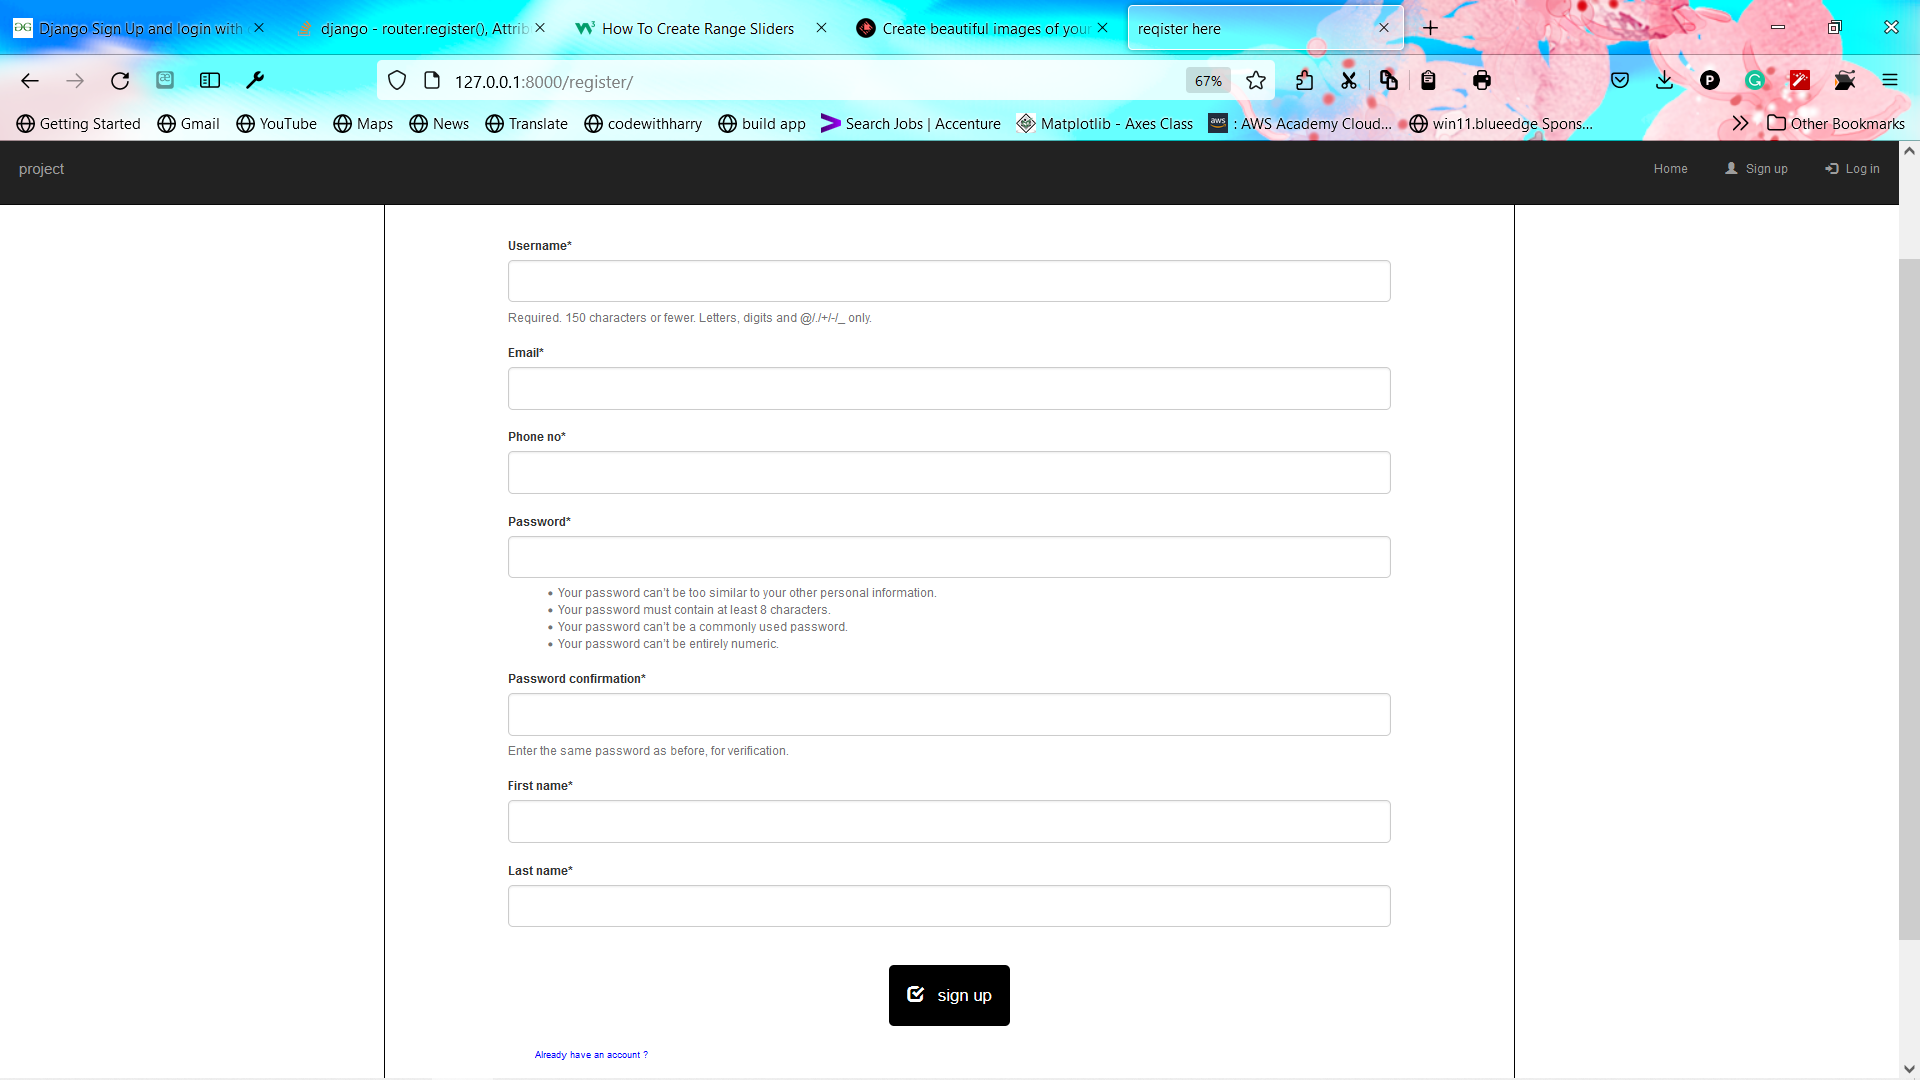 Django Sign Up and login with
django - router.register(), Attrib
How To Create Range Sliders
Create beautiful images of your
reqister here
127.0.0.1:8000/register/
67%
Getting Started
Gmail
YouTube
Maps
News
Translate
codewithharry
build app
Search Jobs | Accenture
Matplotlib - Axes Class
: AWS Academy Cloud...
win11.blueedge Spons...
Other Bookmarks
project
Home
Sign up
Log in
Username*
Required. 150 characters or fewer. Letters, digits and @/./+/-/_ only.
Email*
Phone no*
Password*
• Your password can't be too similar to your other personal information.
• Your password must contain at least 8 characters.
• Your password can't be a commonly used password.
• Your password can't be entirely numeric.
Password confirmation*
Enter the same password as before, for verification.
First name*
Last name*
sign up
Already have an account ?